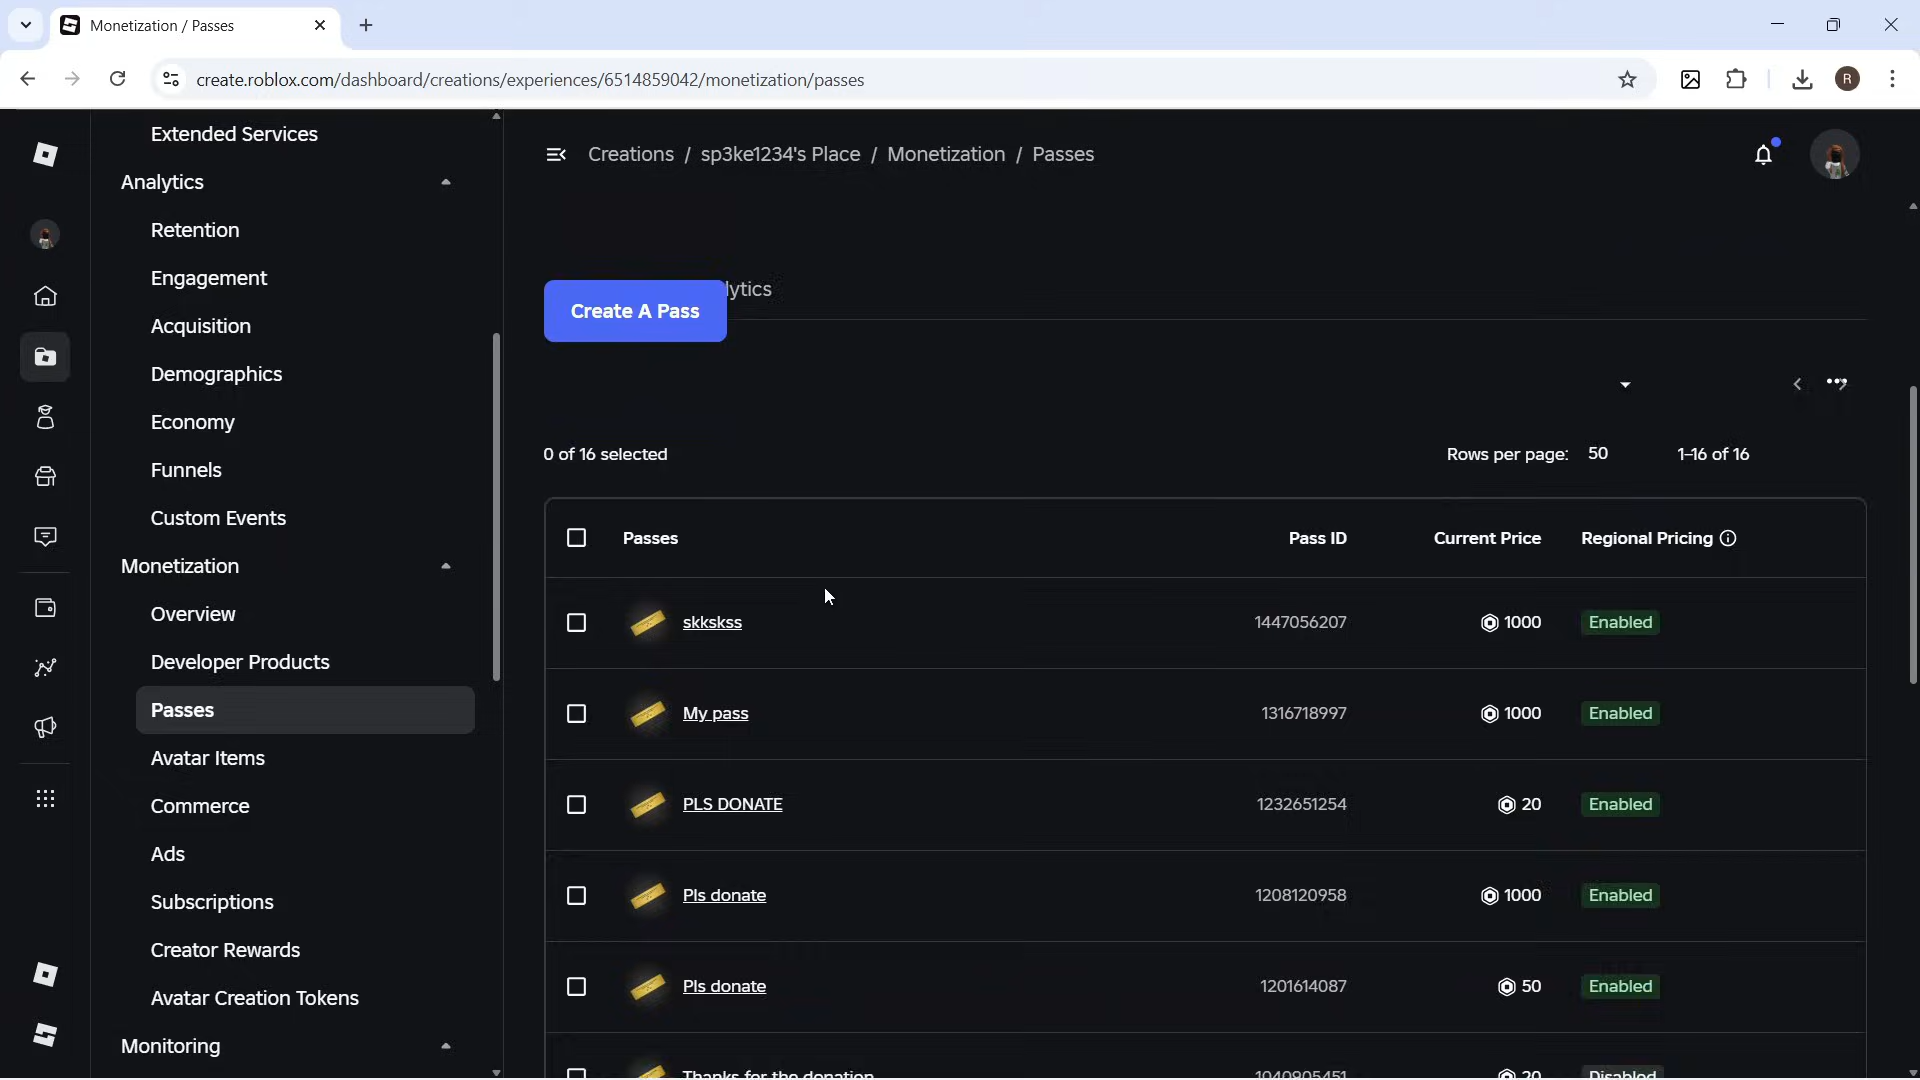 Monetization / Passes
create.roblox.com/dashboard/creations/experiences/6514859042/monetization/passes
R
Extended Services
Analytics
Retention
Engagement
Acquisition
Demographics
Economy
Funnels
Custom Events
Monetization
Overview
Developer Products
Passes
Avatar Items
Commerce
Ads
Subscriptions
Creator Rewards
Avatar Creation Tokens
Monitoring
Creations / sp3ke1234's Place / Monetization / Passes
lytics
Create A Pass
0 of 16 selected
Rows per page: 50 1–16 of 16
Passes Pass ID Current Price Regional Pricing
skkskss 1447056207 1000 Enabled
My pass 1316718997 1000 Enabled
PLS DONATE 1232651254 20 Enabled
Pls donate 1208120958 1000 Enabled
Pls donate 1201614087 50 Enabled
Thanks for the donation 1040905451 20 Disabled